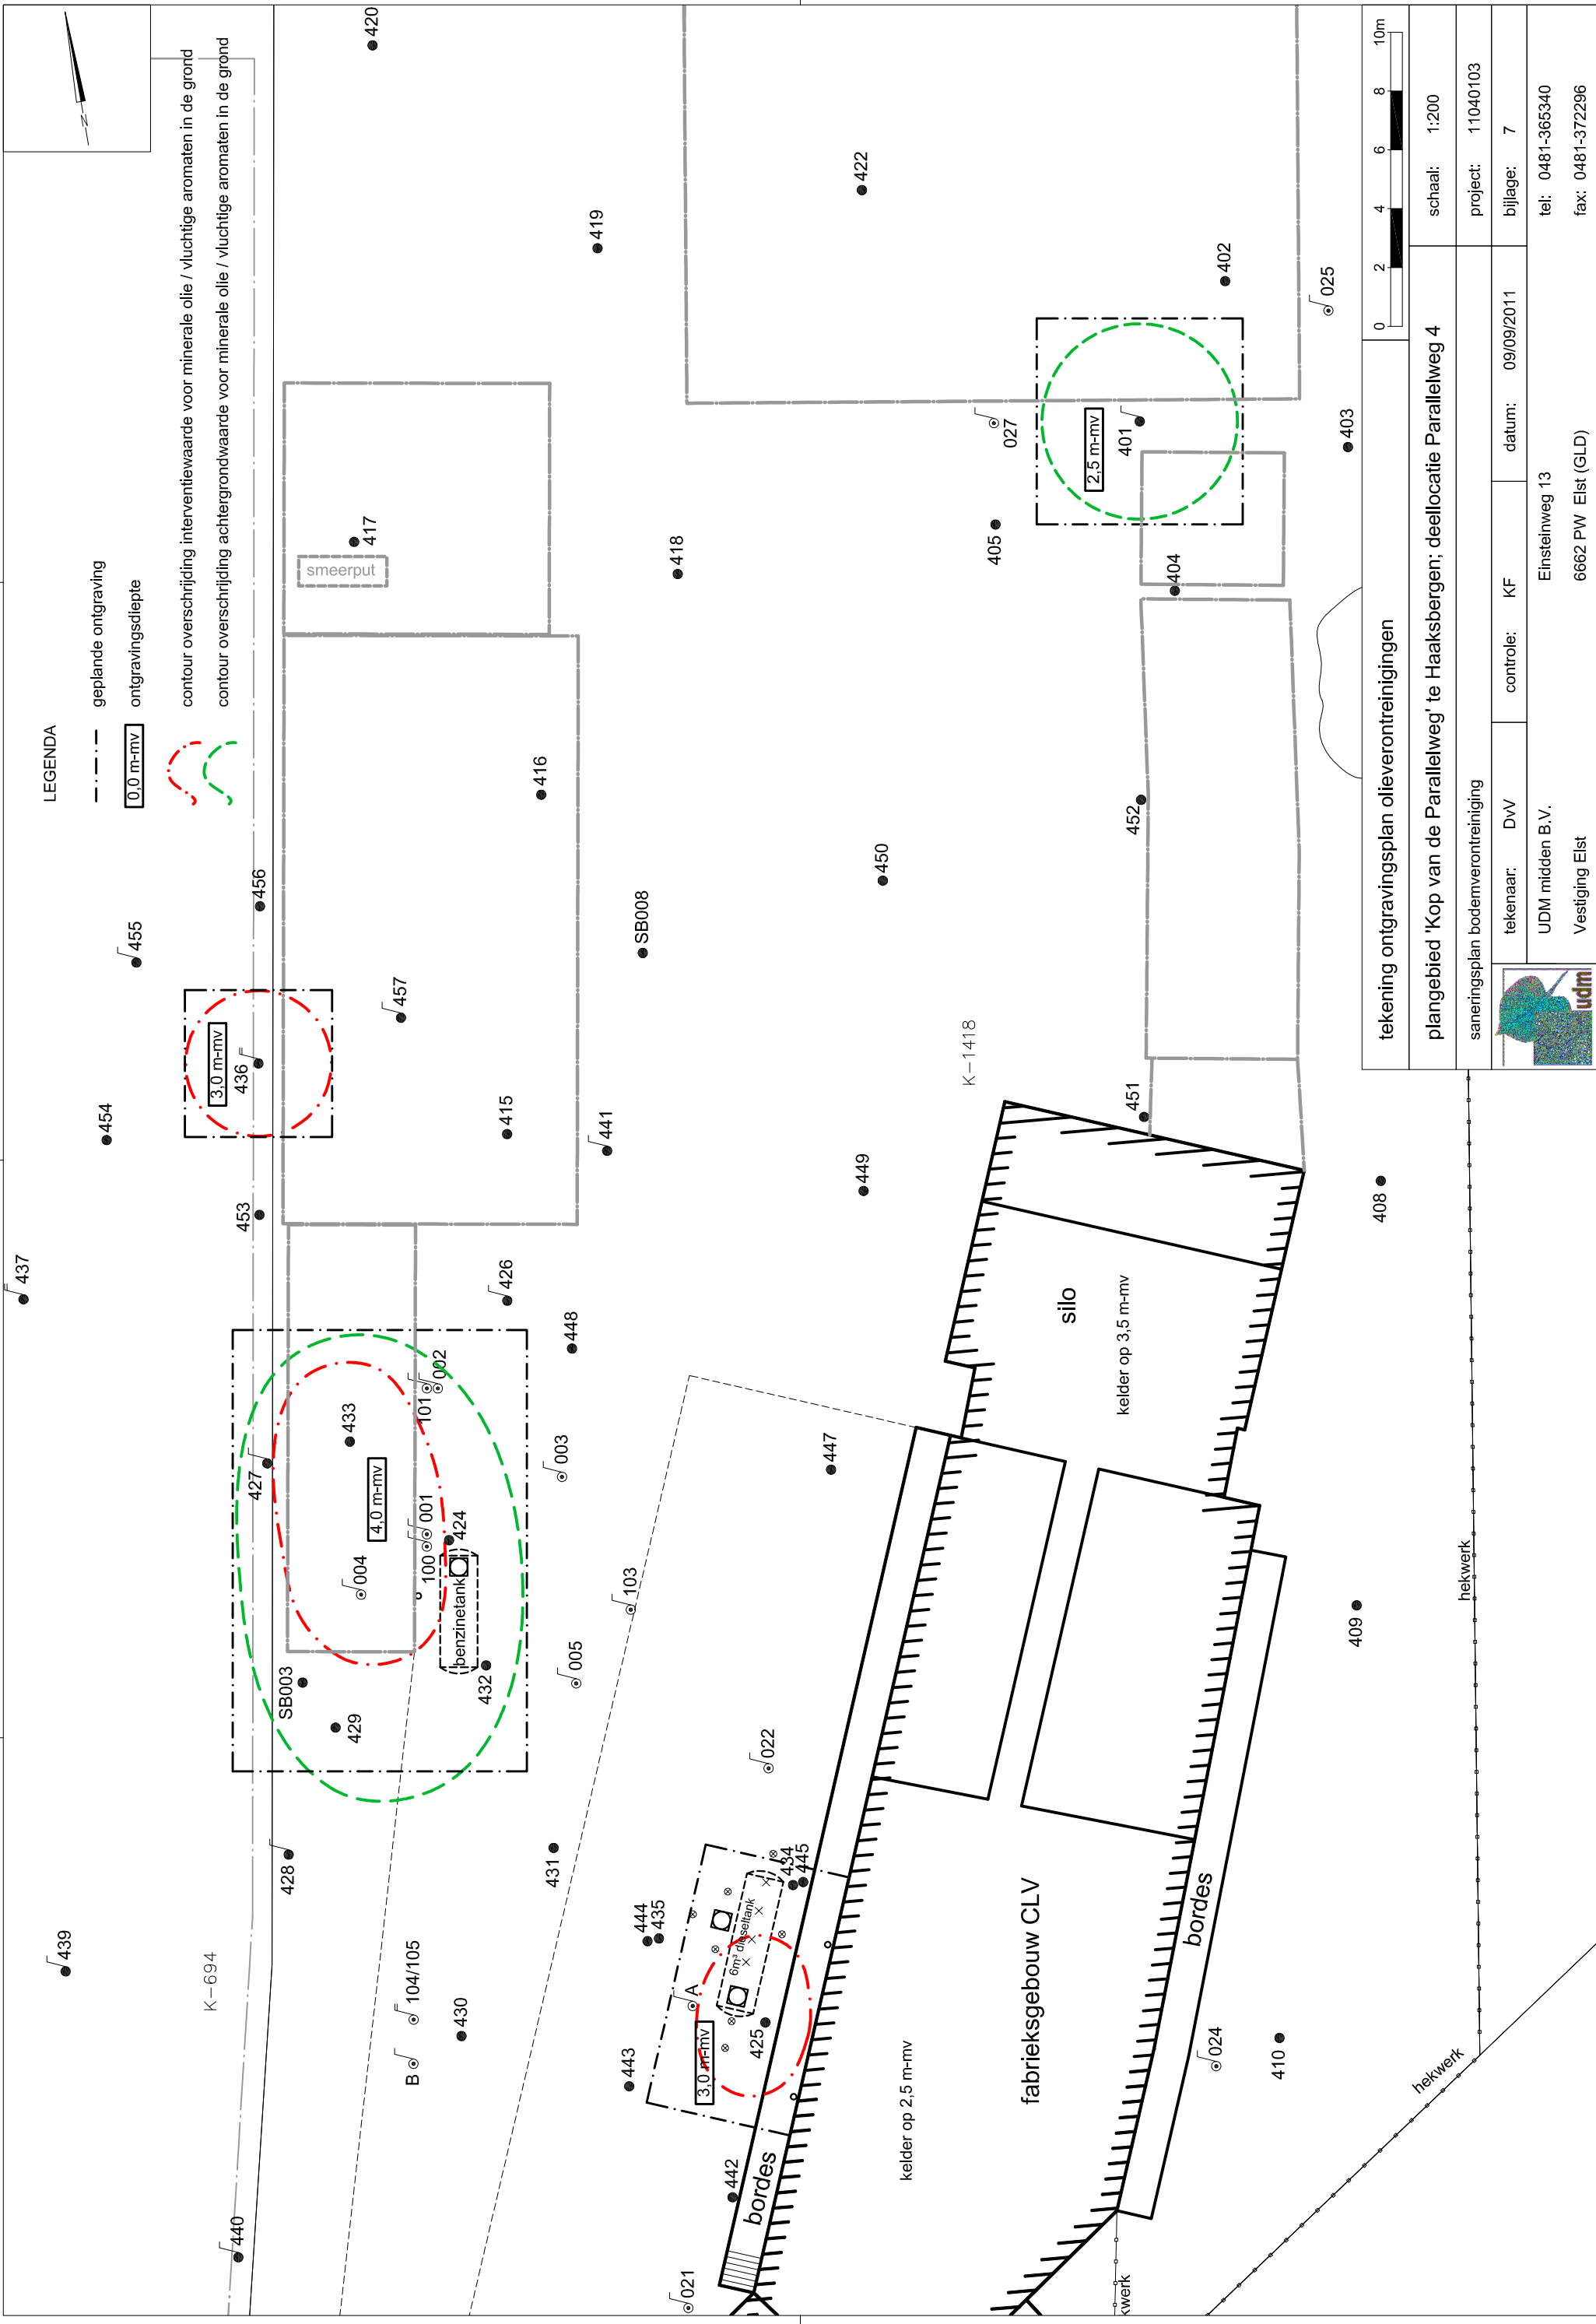 LEGENDA
geplande ontgraving
0,0 m-mv
ontgravingsdiepte
contour overschrijding interventiewaarde voor minerale olie / vluchtige aromaten in de grond
contour overschrijding achtergrondwaarde voor minerale olie / vluchtige aromaten in de grond
N
437
439
454
455
K-694
440
453
436
3,0 m-mv
456
427
428
SB003
429
433
4,0 m-mv
004
001
100
101
002
424
benzinetank
432
417
smeerput
420
457
415
416
426
441
448
003
005
103
104/105
B
430
431
SB008
418
419
444
435
443
A
3,0 m-mv
6m³ dieseltank
425
434
445
022
442
021
bordes
447
449
450
422
K-1418
405
027
2,5 m-mv
401
402
025
403
404
452
451
silo
kelder op 3,5 m-mv
kelder op 2,5 m-mv
fabrieksgebouw CLV
bordes
024
410
409
408
hekwerk
hekwerk
kwerk
0 2 4 6 8 10m
tekening ontgravingsplan olieverontreinigingen
plangebied 'Kop van de Parallelweg' te Haaksbergen; deellocatie Parallelweg 4
schaal: 1:200
saneringsplan bodemverontreiniging
project: 11040103
tekenaar: DvV
controle: KF
datum: 09/09/2011
bijlage: 7
UDM midden B.V.
Einsteinweg 13
tel: 0481-365340
Vestiging Elst
6662 PW Elst (GLD)
fax: 0481-372296
udm